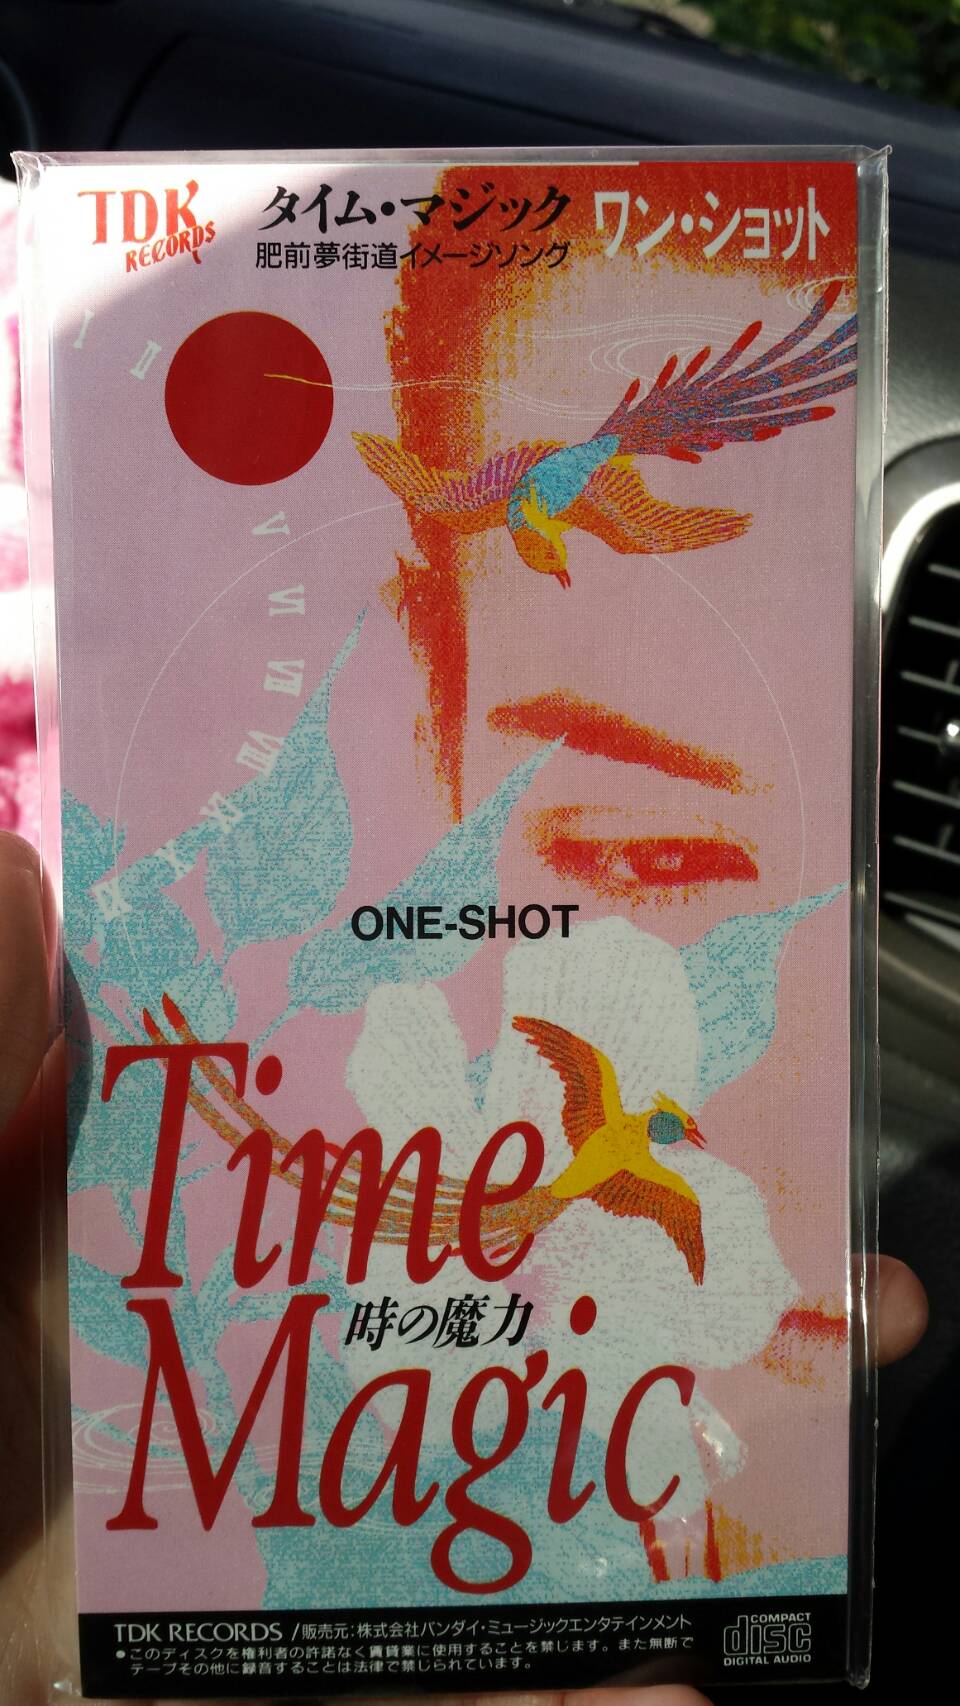 TDK
RECORDS
タイム・マジック
肥前夢街道イメージソング
ワン・ショット
I
II
V
VI
VII
VIII
IX
X
XI
ONE-SHOT
Time
Magic
時の魔力
TDK RECORDS /販売元:株式会社バンダイ・ミュージックエンタテインメント
●このディスクを権利者の許諾なく賃貸業に使用することを禁じます。また無断で
テープその他に録音することは法律で禁じられています。
COMPACT
disc
DIGITAL AUDIO